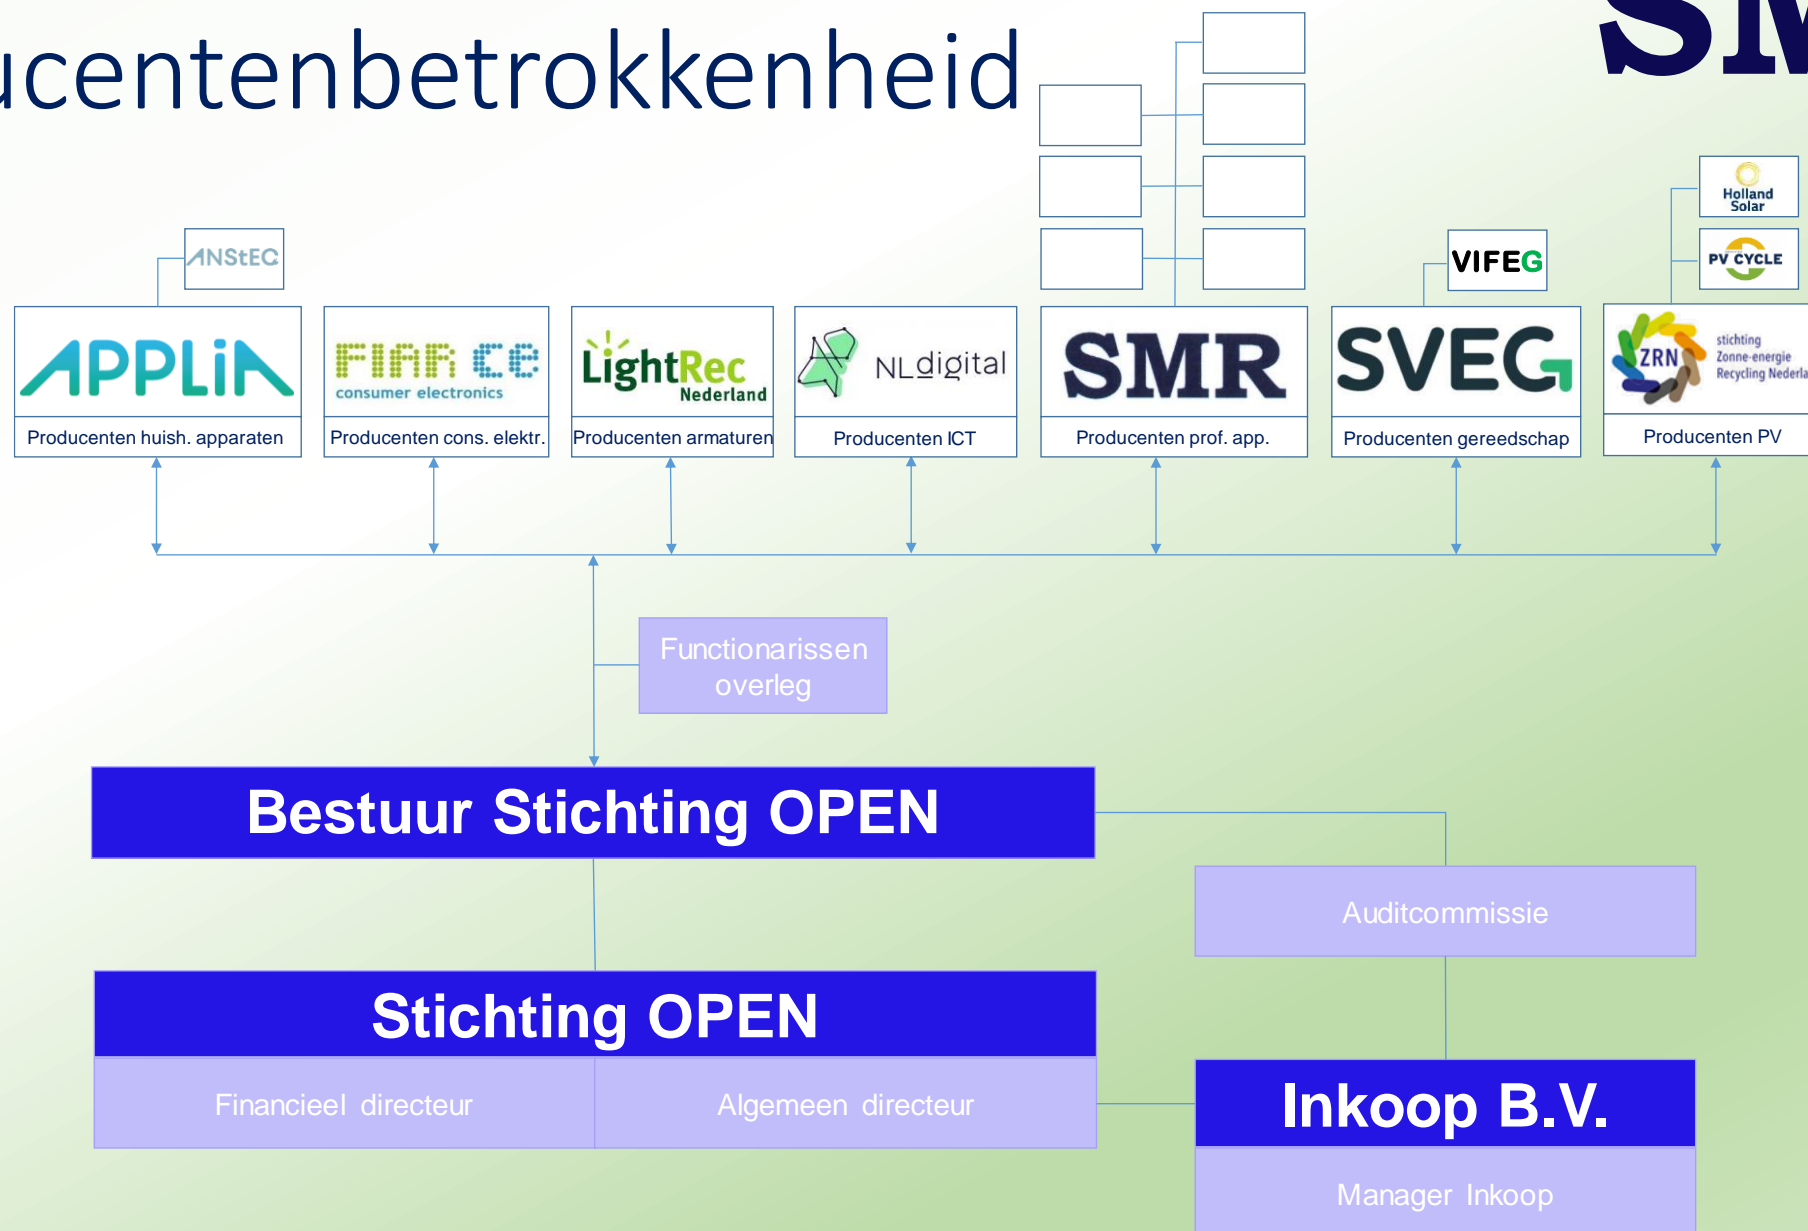 ucentenbetrokkenheid
SM
Holland
Solar
ANStEC
VIFEG
PV CYCLE
APPLiA
FIAR CE
consumer electronics
LightRec
Nederland
NLdigital
SMR
SVEG
ZRN
stichting
Zonne-energie
Recycling Nederla
Producenten huish. apparaten
Producenten cons. elektr.
Producenten armaturen
Producenten ICT
Producenten prof. app.
Producenten gereedschap
Producenten PV
Functionarissen
overleg
Bestuur Stichting OPEN
Auditcommissie
Stichting OPEN
Financieel directeur
Algemeen directeur
Inkoop B.V.
Manager Inkoop